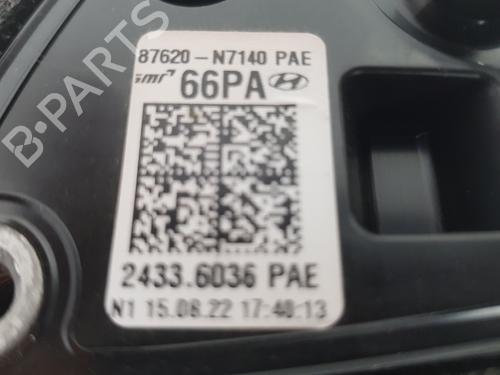 87620-N7140 PAE
SMR 66PA
2433.6036 PAE
N1 15.08.22 17:40:13
B-PARTS